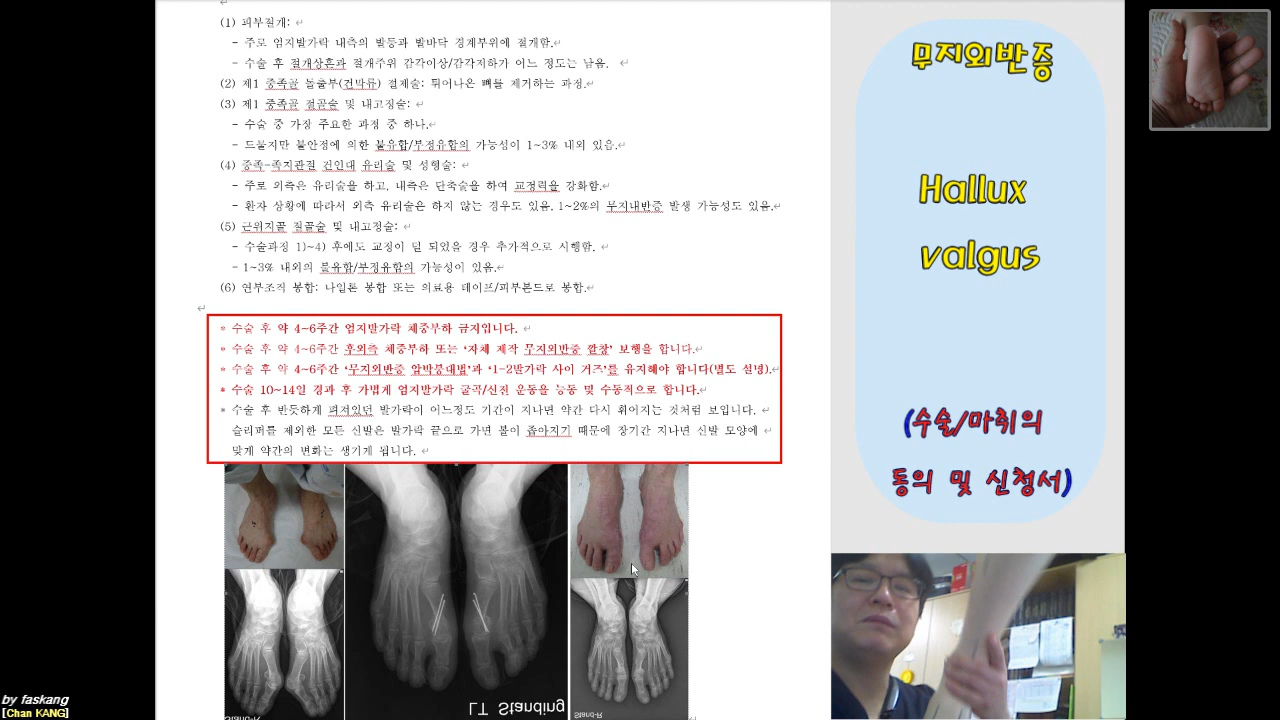 (1) 피부절개:
- 주로 엄지발가락 내측의 발등과 발바닥 경계부위에 절개함.
- 수술 후 절개상흔과 절개주위 감각이상/감각저하가 어느 정도는 남음.
(2) 제1 중족골 돌출부(건막류) 절제술: 튀어나온 뼈를 제거하는 과정.
(3) 제1 중족골 절골술 및 내고정술:
- 수술 중 가장 주요한 과정 중 하나.
- 드물지만 불안정에 의한 불유합/부정유합의 가능성이 1~3% 내외 있음.
(4) 중족-족지관절 건인대 유리술 및 성형술:
- 주로 외측은 유리술을 하고, 내측은 단축술을 하여 교정력을 강화함.
- 환자 상황에 따라서 외측 유리술은 하지 않는 경우도 있음. 1~2%의 무지내반증 발생 가능성도 있음.
(5) 근위지골 절골술 및 내고정술:
- 수술과정 1)~4) 후에도 교정이 덜 되었을 경우 추가적으로 시행함.
- 1~3% 내외의 불유합/부정유합의 가능성이 있음.
(6) 연부조직 봉합: 나일론 봉합 또는 의료용 테이프/피부본드로 봉합.
* 수술 후 약 4~6주간 엄지발가락 체중부하 금지입니다.
* 수술 후 약 4~6주간 후외측 체중부하 또는 '자체 제작 무지외반증 깔창' 보행을 합니다.
* 수술 후 약 4~6주간 '무지외반증 압박붕대법'과 '1-2발가락 사이 거즈'를 유지해야 합니다(별도 설명).
* 수술 10~14일 경과 후 가볍게 엄지발가락 굴곡/신전 운동을 능동 및 수동적으로 합니다.
* 수술 후 반듯하게 펴져있던 발가락이 어느정도 기간이 지나면 약간 다시 휘어지는 것처럼 보입니다.
슬리퍼를 제외한 모든 신발은 발가락 끝으로 가면 볼이 좁아지기 때문에 장기간 지나면 신발 모양에
맞게 약간의 변화는 생기게 됩니다.
LT Standing
Stand-R
Stand-R
무지외반증
Hallux
valgus
(수술/마취의
동의 및 신청서)
by faskang
[Chan KANG]